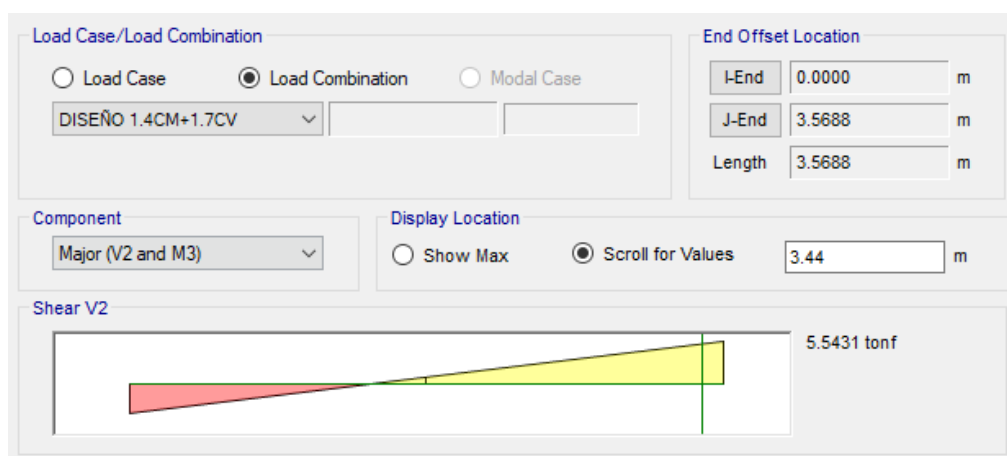 Load Case/Load Combination
Load Case Load Combination Modal Case
DISEÑO 1.4CM+1.7CV
End Offset Location
I-End 0.0000 m
J-End 3.5688 m
Length 3.5688 m
Component
Major (V2 and M3)
Display Location
Show Max Scroll for Values 3.44 m
Shear V2
5.5431 tonf